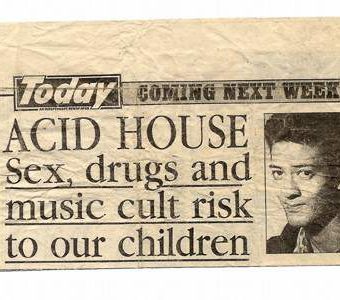 Today
COMING NEXT WEEK
ACID HOUSE
Sex, drugs and
music cult risk
to our children